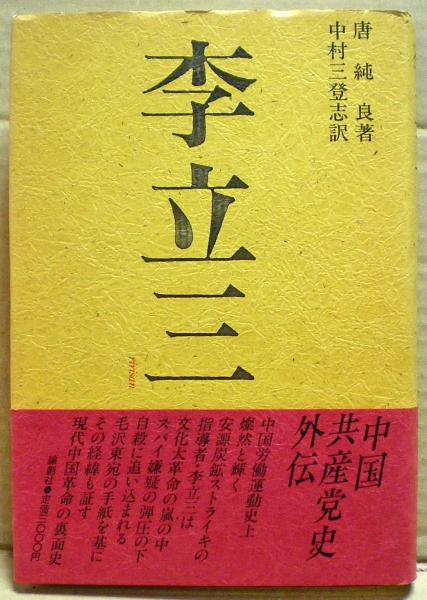 唐純良著
中村三登志訳
李立三
ririsan
中国
共産党史
外伝
中国労働運動史上
燦然と輝く
安源炭鉱ストライキの
指導者・李立三は
文化大革命の嵐の中
スパイ嫌疑の弾圧の下
自殺に追い込まれる
毛沢東宛の手紙を基に
その経緯も証す
現代中国革命の裏面史
論創社●定価二〇〇〇円